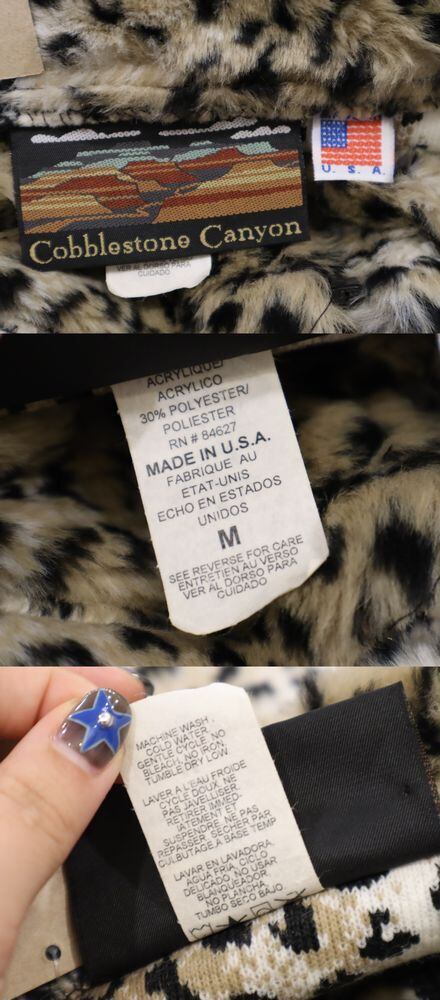 Cobblestone Canyon
U. S. A.
VER AL DORSO PARA
CUIDADO
ACRYLIQUE/
ACRYLICO
30% POLYESTER/
POLIESTER
RN # 84627
MADE IN U.S.A.
FABRIQUE AU
ETAT-UNIS
ECHO EN ESTADOS
UNIDOS
M
SEE REVERSE FOR CARE
ENTRETIEN AU VERSO
VER AL DORSO PARA
CUIDADO
MACHINE WASH,
COLD WATER,
GENTLE CYCLE, NO
BLEACH, NO IRON,
TUMBLE DRY LOW
LAVER A L'EAU FROIDE
CYCLE DOUX, NE
PAS JAVELLISER,
RETIRER IMMED-
IATEMENT ET
SUSPENDRE, NE PAS
REPASSER, SÉCHER PAR
CULBUTAGE A BASE TEMP
LAVAR EN LAVADORA,
AGUA FRIA, CICLO
DELICADO, NO USAR
BLANQUEADOR,
NO PLANCHA,
TUMBO SECO BAJO